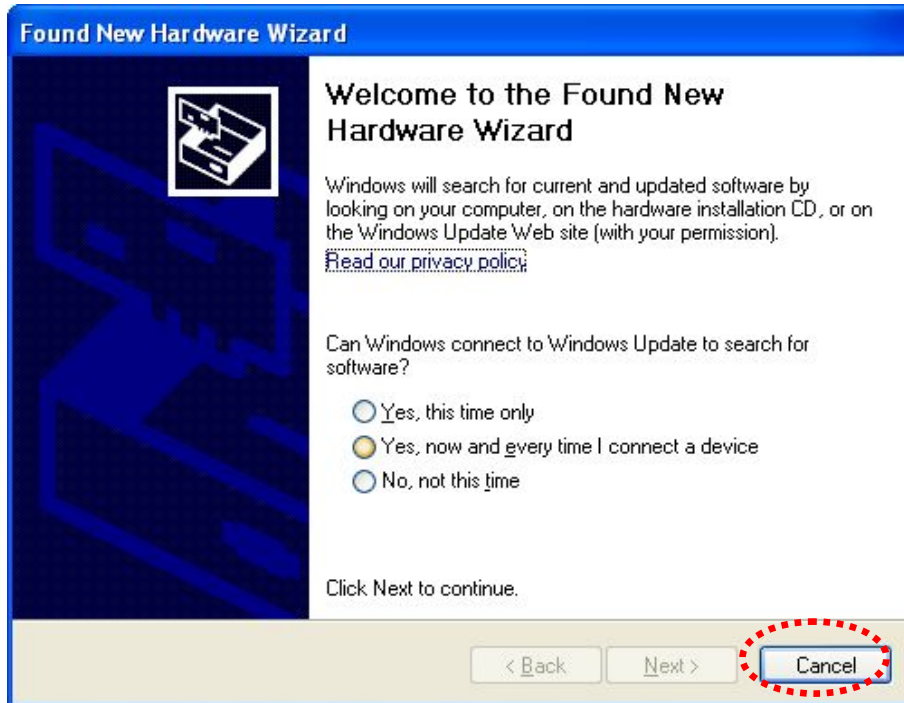 Found New Hardware Wizard
Welcome to the Found New
Hardware Wizard
Windows will search for current and updated software by
looking on your computer, on the hardware installation CD, or on
the Windows Update Web site (with your permission).
Read our privacy policy
Can Windows connect to Windows Update to search for
software?
Yes, this time only
Yes, now and every time I connect a device
No, not this time
Click Next to continue.
< Back Next > Cancel